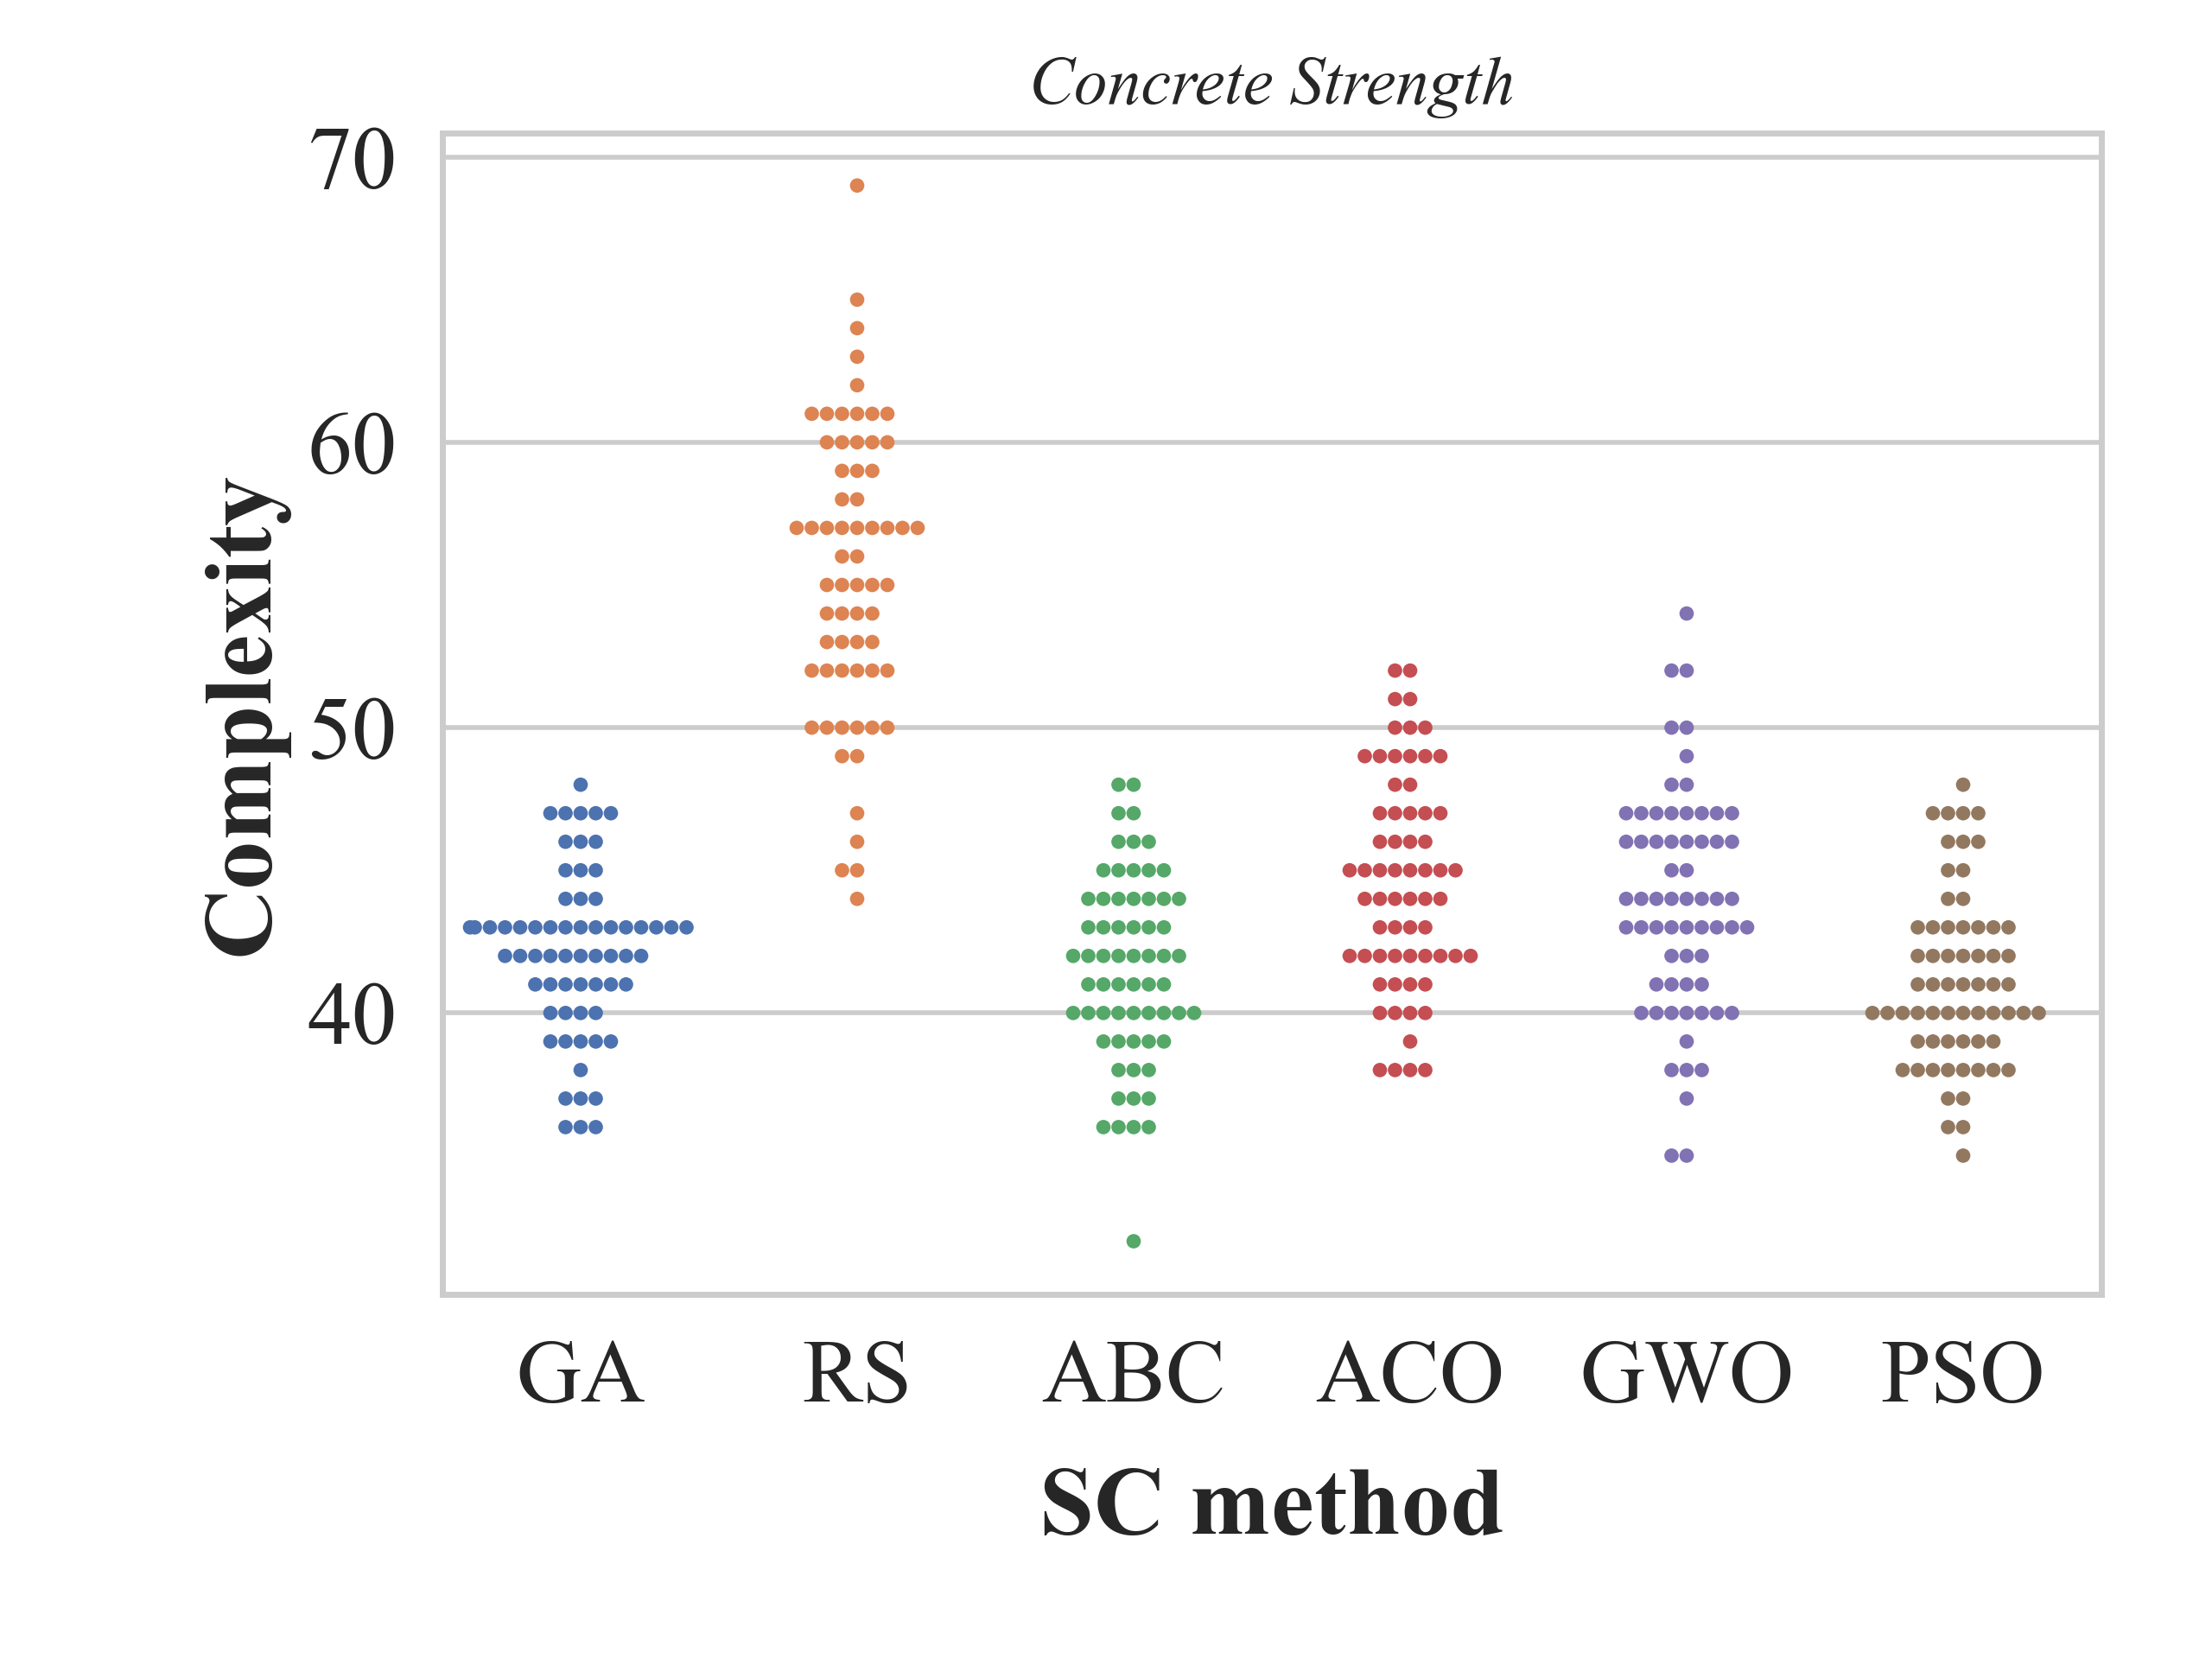 Concrete Strength
70
60
50
40
Complexity
GA RS ABC ACO GWO PSO
SC method